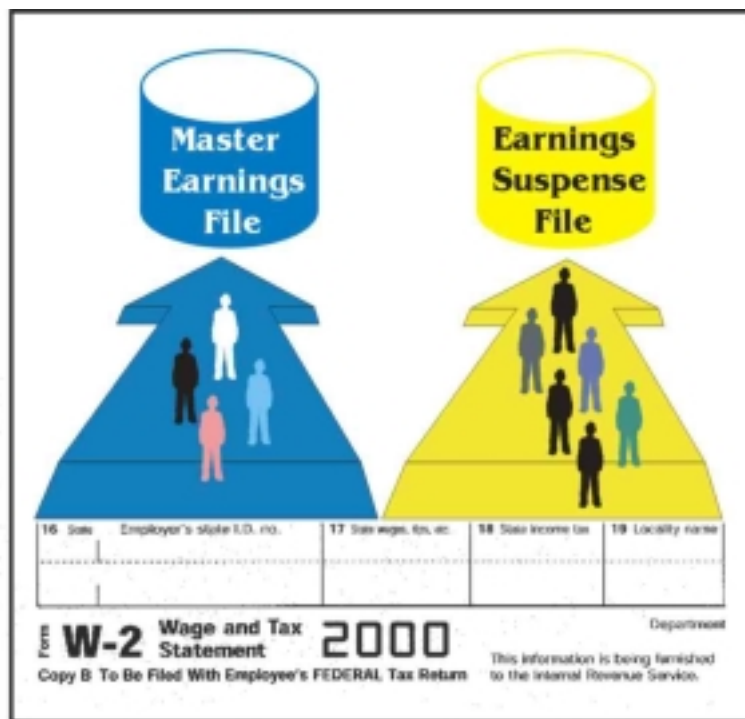 Master
Earnings
File
Earnings
Suspense
File
16 State Employer's state I.D. no. 17 State wages, tips, etc. 18 State income tax 19 Locality name
Form W-2 Wage and Tax Statement 2000
Department
Copy B To Be Filed With Employee's FEDERAL Tax Return
This information is being furnished
to the Internal Revenue Service.